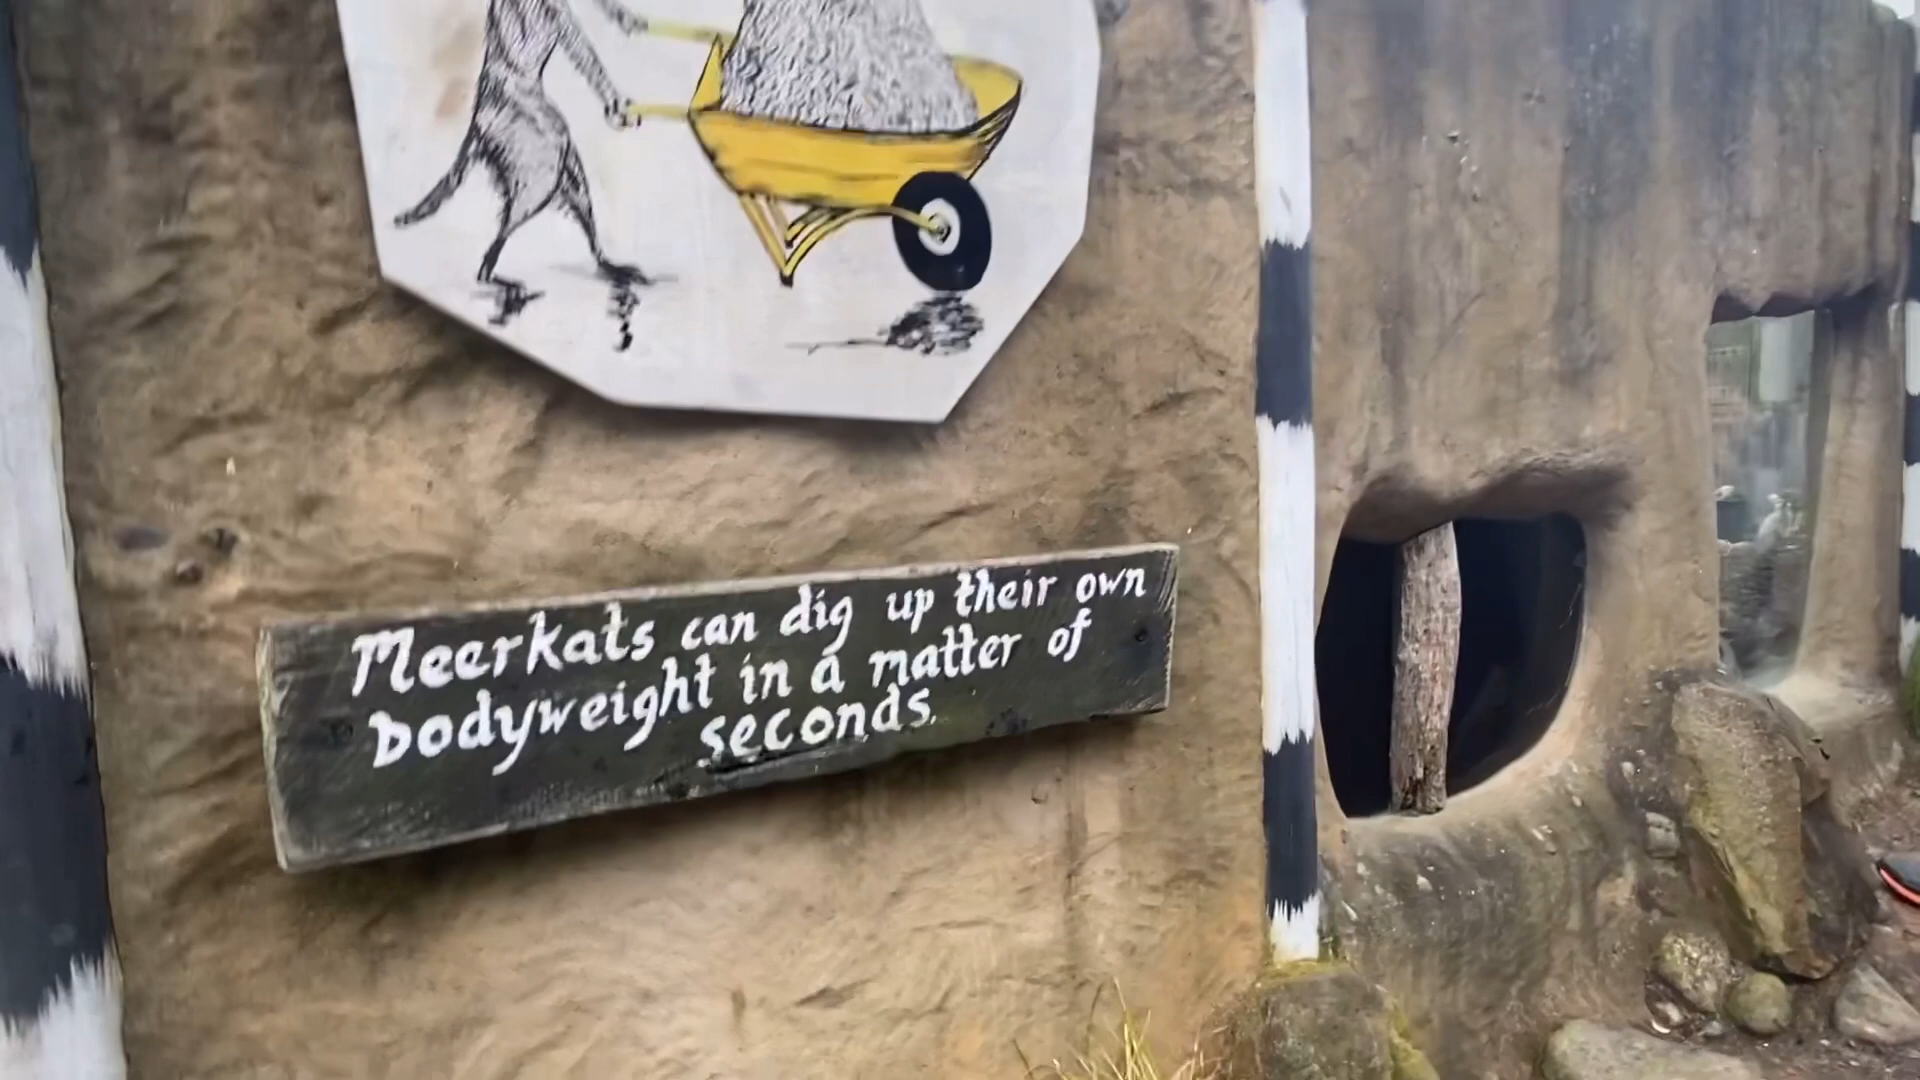 Meerkats can dig up their own
bodyweight in a matter of
seconds.